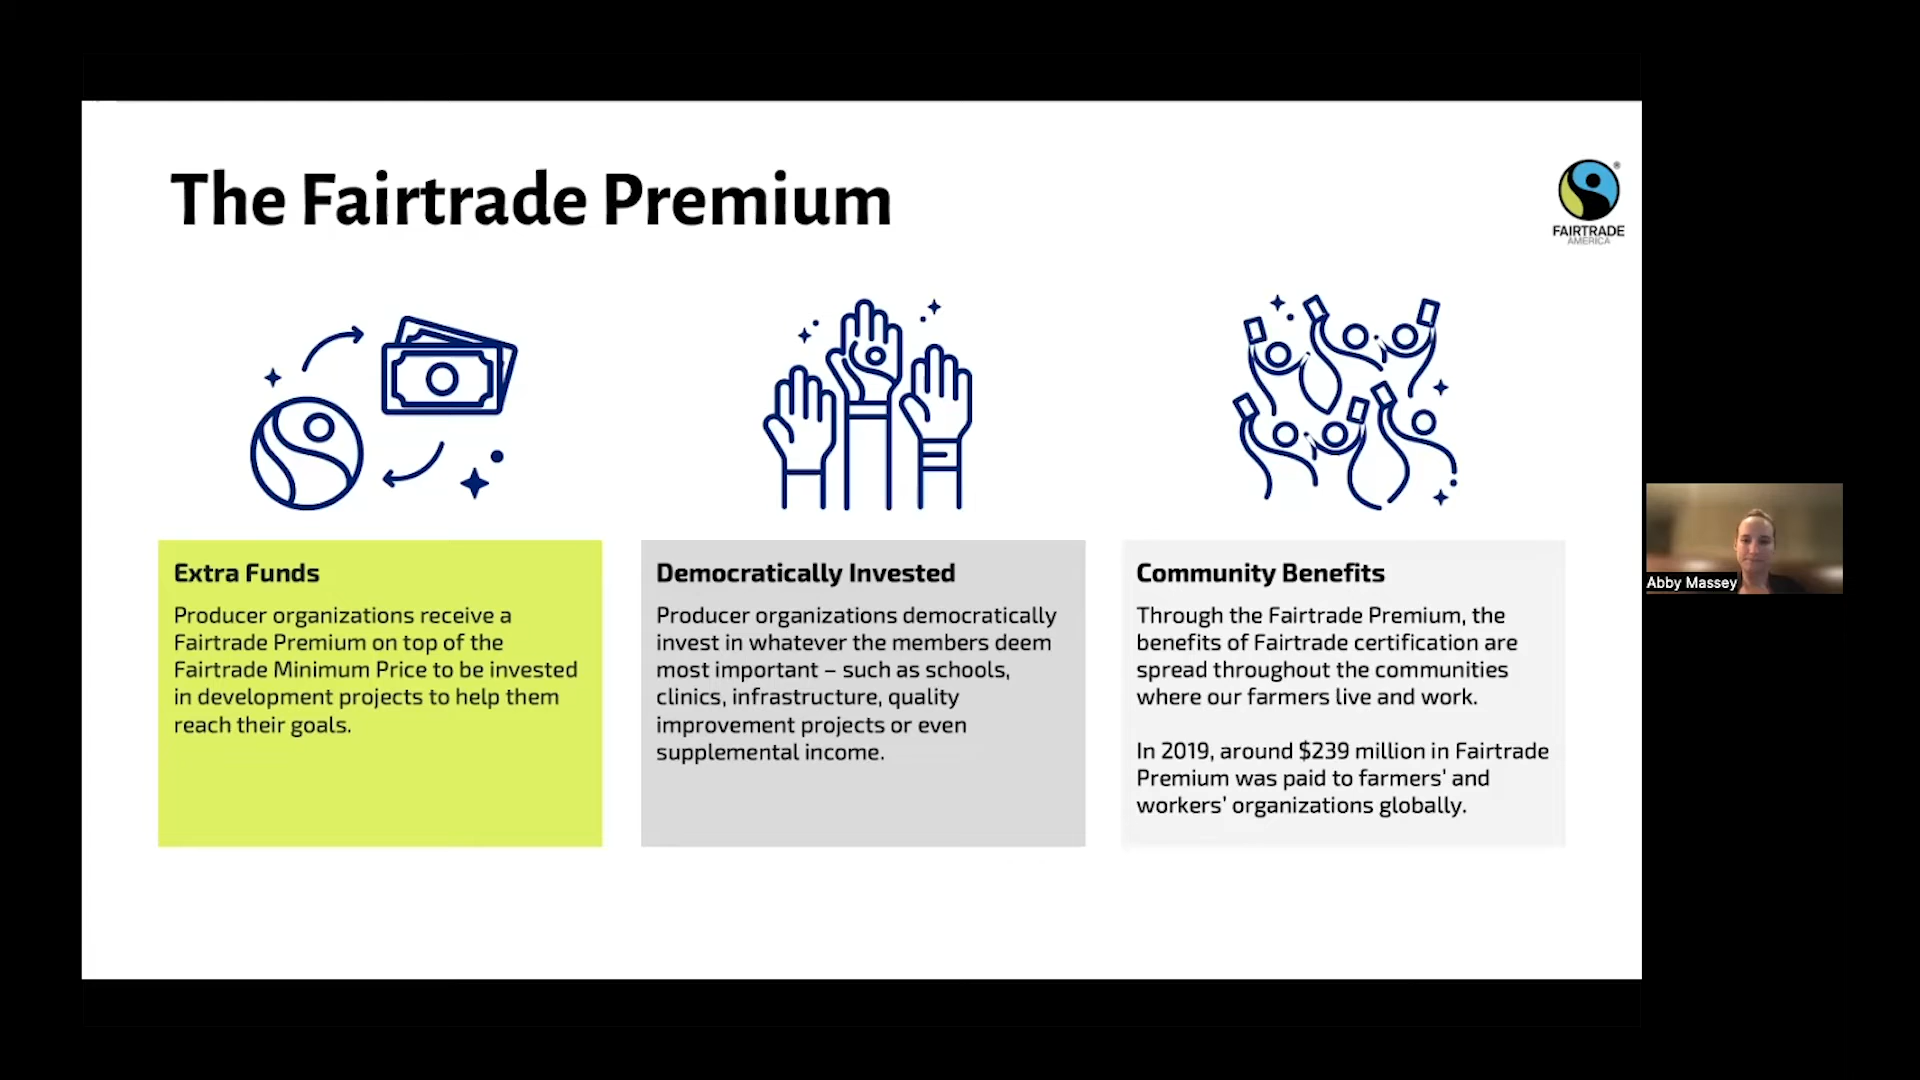 The Fairtrade Premium
®
FAIRTRADE
AMERICA
Extra Funds
Producer organizations receive a
Fairtrade Premium on top of the
Fairtrade Minimum Price to be invested
in development projects to help them
reach their goals.
Democratically Invested
Producer organizations democratically
invest in whatever the members deem
most important – such as schools,
clinics, infrastructure, quality
improvement projects or even
supplemental income.
Community Benefits
Through the Fairtrade Premium, the
benefits of Fairtrade certification are
spread throughout the communities
where our farmers live and work.
In 2019, around $239 million in Fairtrade
Premium was paid to farmers' and
workers' organizations globally.
Abby Massey